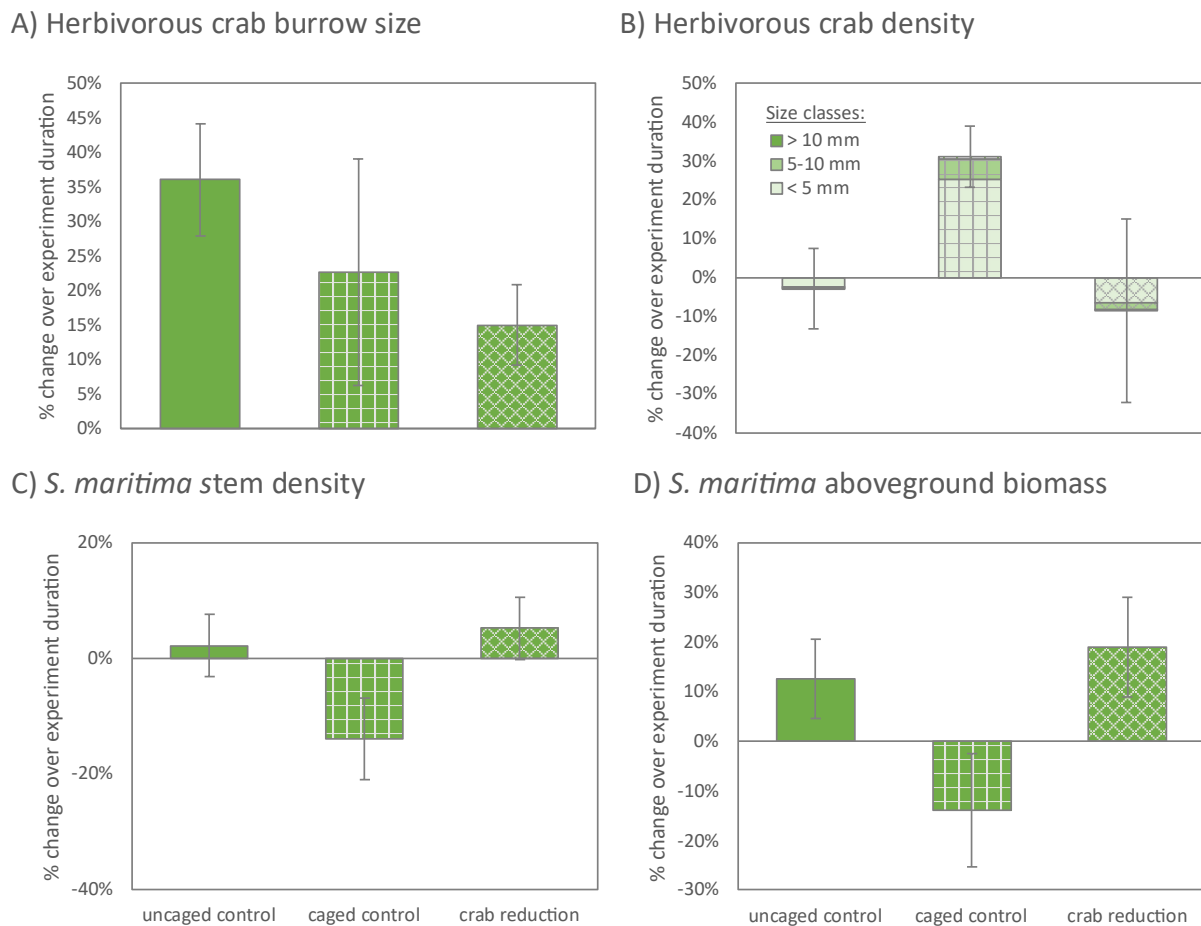 A) Herbivorous crab burrow size
% change over experiment duration
50%
45%
40%
35%
30%
25%
20%
15%
10%
5%
0%
B) Herbivorous crab density
% change over experiment duration
50%
40%
30%
20%
10%
0%
-10%
-20%
-30%
-40%
Size classes:
> 10 mm
5-10 mm
< 5 mm
C) S. maritima stem density
% change over experiment duration
20%
0%
-20%
-40%
uncaged control
caged control
crab reduction
D) S. maritima aboveground biomass
% change over experiment duration
40%
30%
20%
10%
0%
-10%
-20%
-30%
uncaged control
caged control
crab reduction